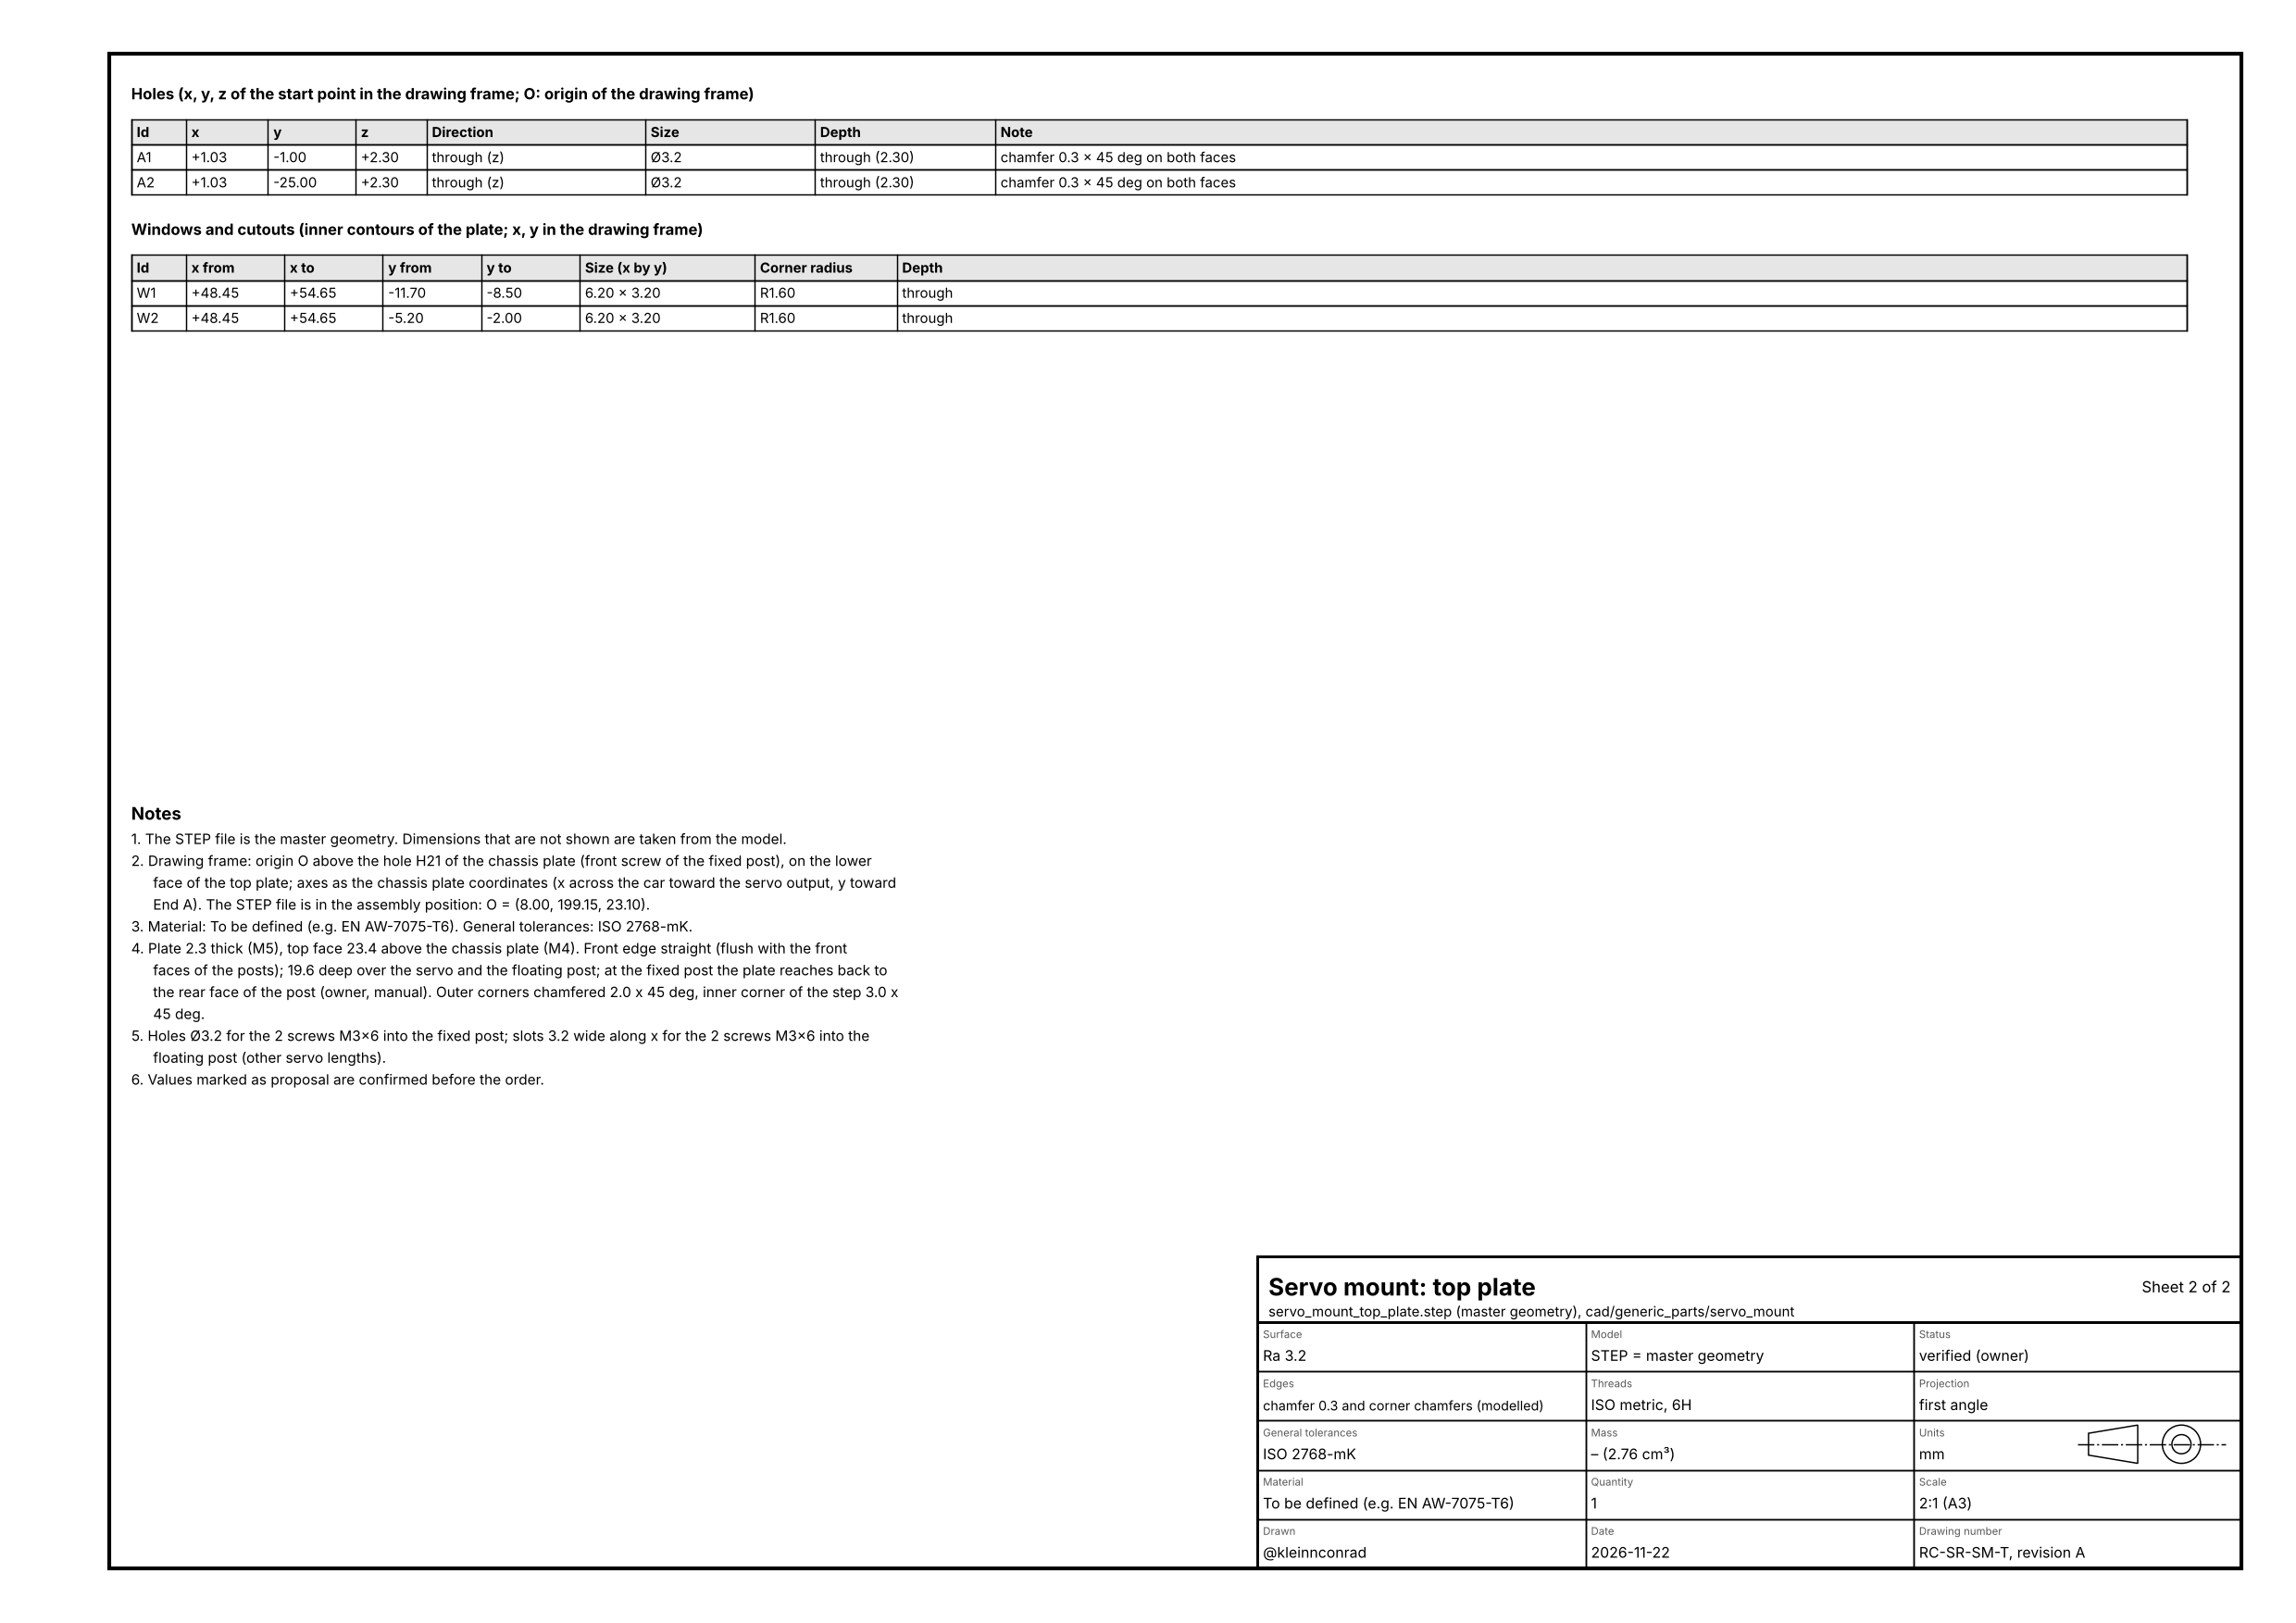 Holes (x, y, z of the start point in the drawing frame; O: origin of the drawing frame)
Id x y z Direction Size Depth Note
A1 +1.03 -1.00 +2.30 through (z) Ø3.2 through (2.30) chamfer 0.3 × 45 deg on both faces
A2 +1.03 -25.00 +2.30 through (z) Ø3.2 through (2.30) chamfer 0.3 × 45 deg on both faces
Windows and cutouts (inner contours of the plate; x, y in the drawing frame)
Id x from x to y from y to Size (x by y) Corner radius Depth
W1 +48.45 +54.65 -11.70 -8.50 6.20 × 3.20 R1.60 through
W2 +48.45 +54.65 -5.20 -2.00 6.20 × 3.20 R1.60 through
Notes
1. The STEP file is the master geometry. Dimensions that are not shown are taken from the model.
2. Drawing frame: origin O above the hole H21 of the chassis plate (front screw of the fixed post), on the lower
face of the top plate; axes as the chassis plate coordinates (x across the car toward the servo output, y toward
End A). The STEP file is in the assembly position: O = (8.00, 199.15, 23.10).
3. Material: To be defined (e.g. EN AW-7075-T6). General tolerances: ISO 2768-mK.
4. Plate 2.3 thick (M5), top face 23.4 above the chassis plate (M4). Front edge straight (flush with the front
faces of the posts); 19.6 deep over the servo and the floating post; at the fixed post the plate reaches back to
the rear face of the post (owner, manual). Outer corners chamfered 2.0 x 45 deg, inner corner of the step 3.0 x
45 deg.
5. Holes Ø3.2 for the 2 screws M3×6 into the fixed post; slots 3.2 wide along x for the 2 screws M3×6 into the
floating post (other servo lengths).
6. Values marked as proposal are confirmed before the order.
Servo mount: top plate Sheet 2 of 2
servo_mount_top_plate.step (master geometry), cad/generic_parts/servo_mount
Surface Model Status
Ra 3.2 STEP = master geometry verified (owner)
Edges Threads Projection
chamfer 0.3 and corner chamfers (modelled) ISO metric, 6H first angle
General tolerances Mass Units
ISO 2768-mK – (2.76 cm³) mm
Material Quantity Scale
To be defined (e.g. EN AW-7075-T6) 1 2:1 (A3)
Drawn Date Drawing number
@kleinnconrad 2026-11-22 RC-SR-SM-T, revision A